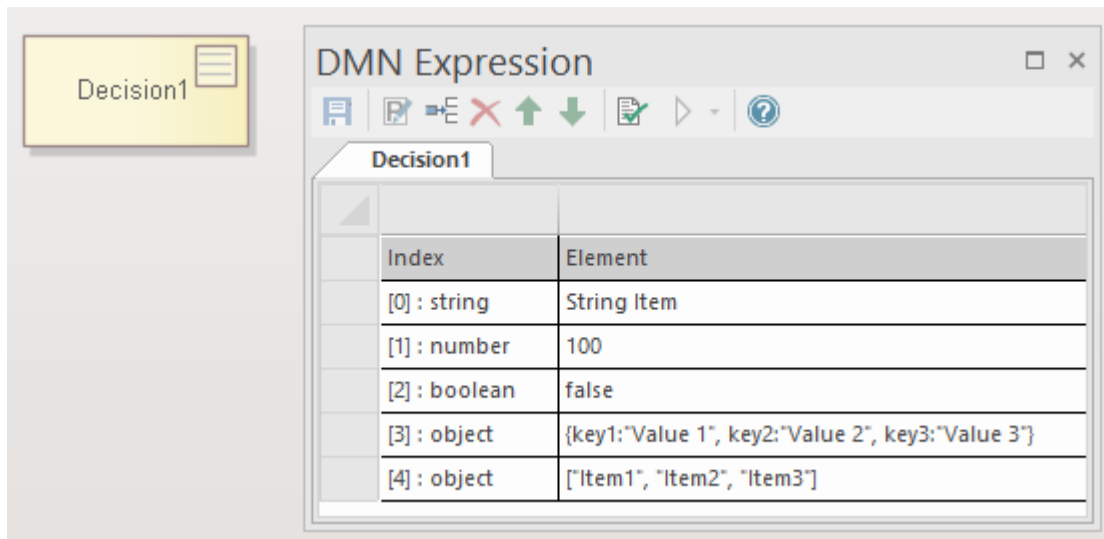 Decision1
DMN Expression
Decision1
Index Element
[0] : string String Item
[1] : number 100
[2] : boolean false
[3] : object {key1:"Value 1", key2:"Value 2", key3:"Value 3"}
[4] : object ["Item1", "Item2", "Item3"]